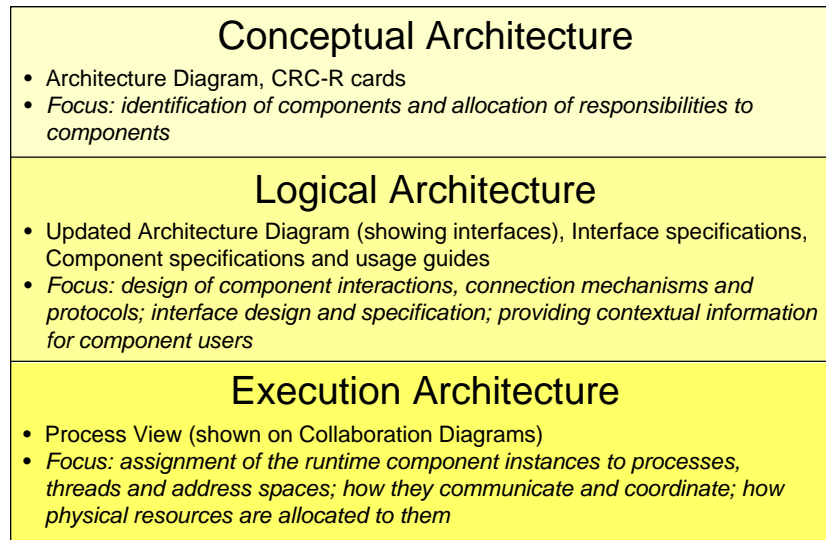 Conceptual Architecture
• Architecture Diagram, CRC-R cards
• Focus: identification of components and allocation of responsibilities to
components
Logical Architecture
• Updated Architecture Diagram (showing interfaces), Interface specifications,
Component specifications and usage guides
• Focus: design of component interactions, connection mechanisms and
protocols; interface design and specification; providing contextual information
for component users
Execution Architecture
• Process View (shown on Collaboration Diagrams)
• Focus: assignment of the runtime component instances to processes,
threads and address spaces; how they communicate and coordinate; how
physical resources are allocated to them